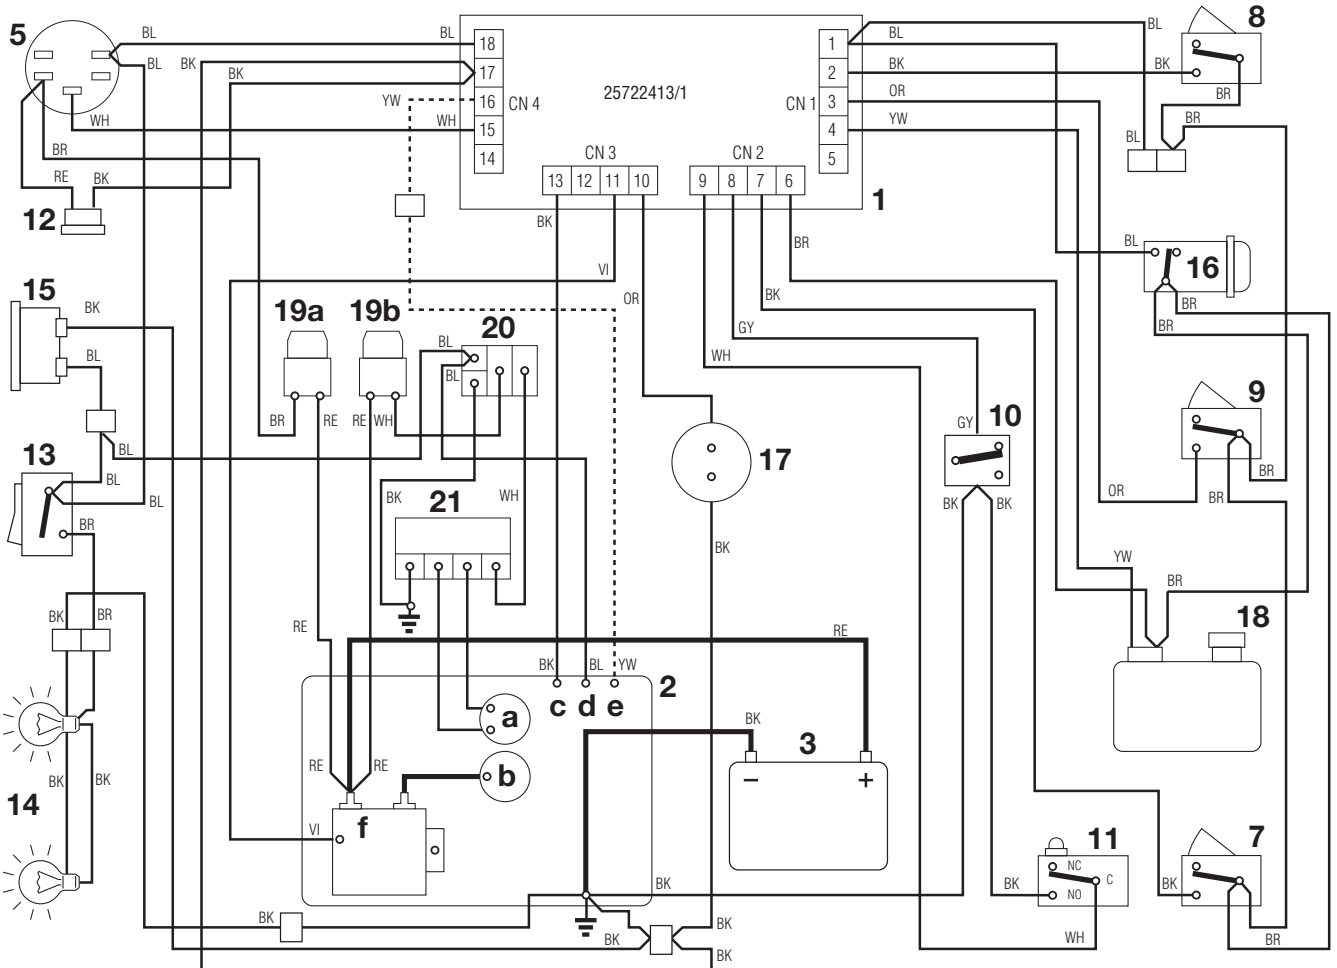 5
BL
BL
BL
BK
BK
YW
WH
WH
BR
RE
BK
12
18
17
16
15
14
CN 4
25722413/1
CN 3
13 12 11 10
CN 2
9 8 7 6
CN 1
1
2
3
4
5
1
BL
BL
BK
BK
OR
YW
BR
BR
BL
8
BK
VI
OR
BR
BK
GY
WH
BL
16
BR
BR
15
BK
BL
19a
19b
20
BL
BL
BR
RE
RE
WH
BL
13
BL
BL
BR
BK
21
WH
17
BK
10
GY
BK
BK
9
BR
BR
OR
YW
BR
18
BK
BR
RE
RE
BK
BL
YW
2
c d e
a
b
BK
3
–
+
RE
RE
f
VI
14
BK
BK
BK
BK
BK
BK
BK
BK
11
NC
C
NO
WH
7
BK
BR